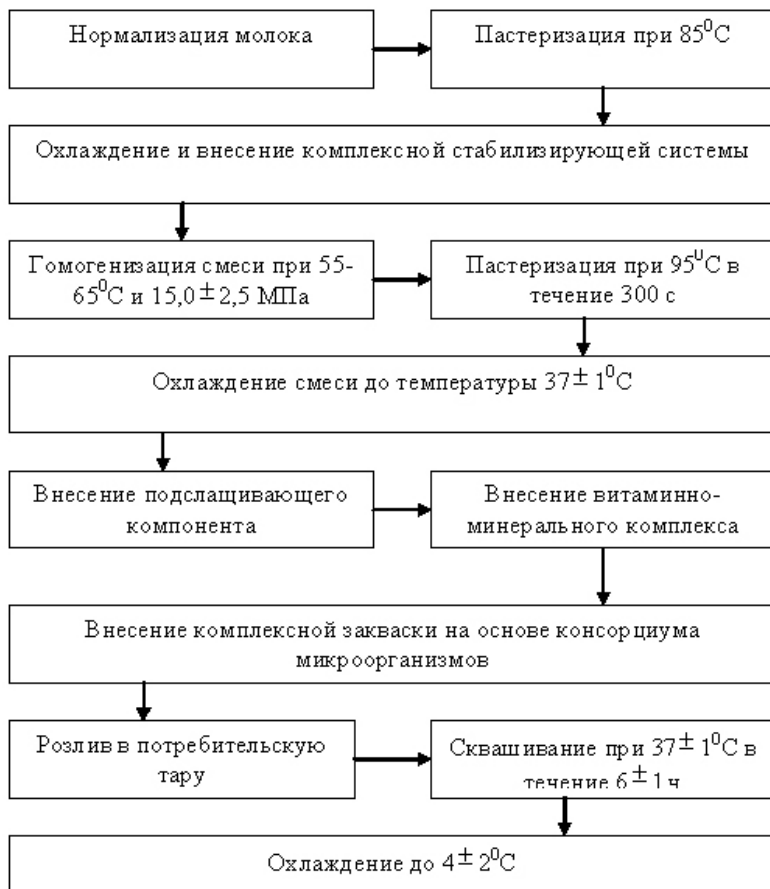 Нормализация молока
Пастеризация при 85⁰С
Охлаждение и внесение комплексной стабилизирующей системы
Гомогенизация смеси при 55-
65⁰С и 15,0 ± 2,5 МПа
Пастеризация при 95⁰С в
течение 300 с
Охлаждение смеси до температуры 37 ± 1⁰С
Внесение подслащивающего
компонента
Внесение витаминно-
минерального комплекса
Внесение комплексной закваски на основе консорциума
микроорганизмов
Розлив в потребительскую
тару
Сквашивание при 37 ± 1⁰С в
течение 6 ± 1 ч
Охлаждение до 4 ± 2⁰С